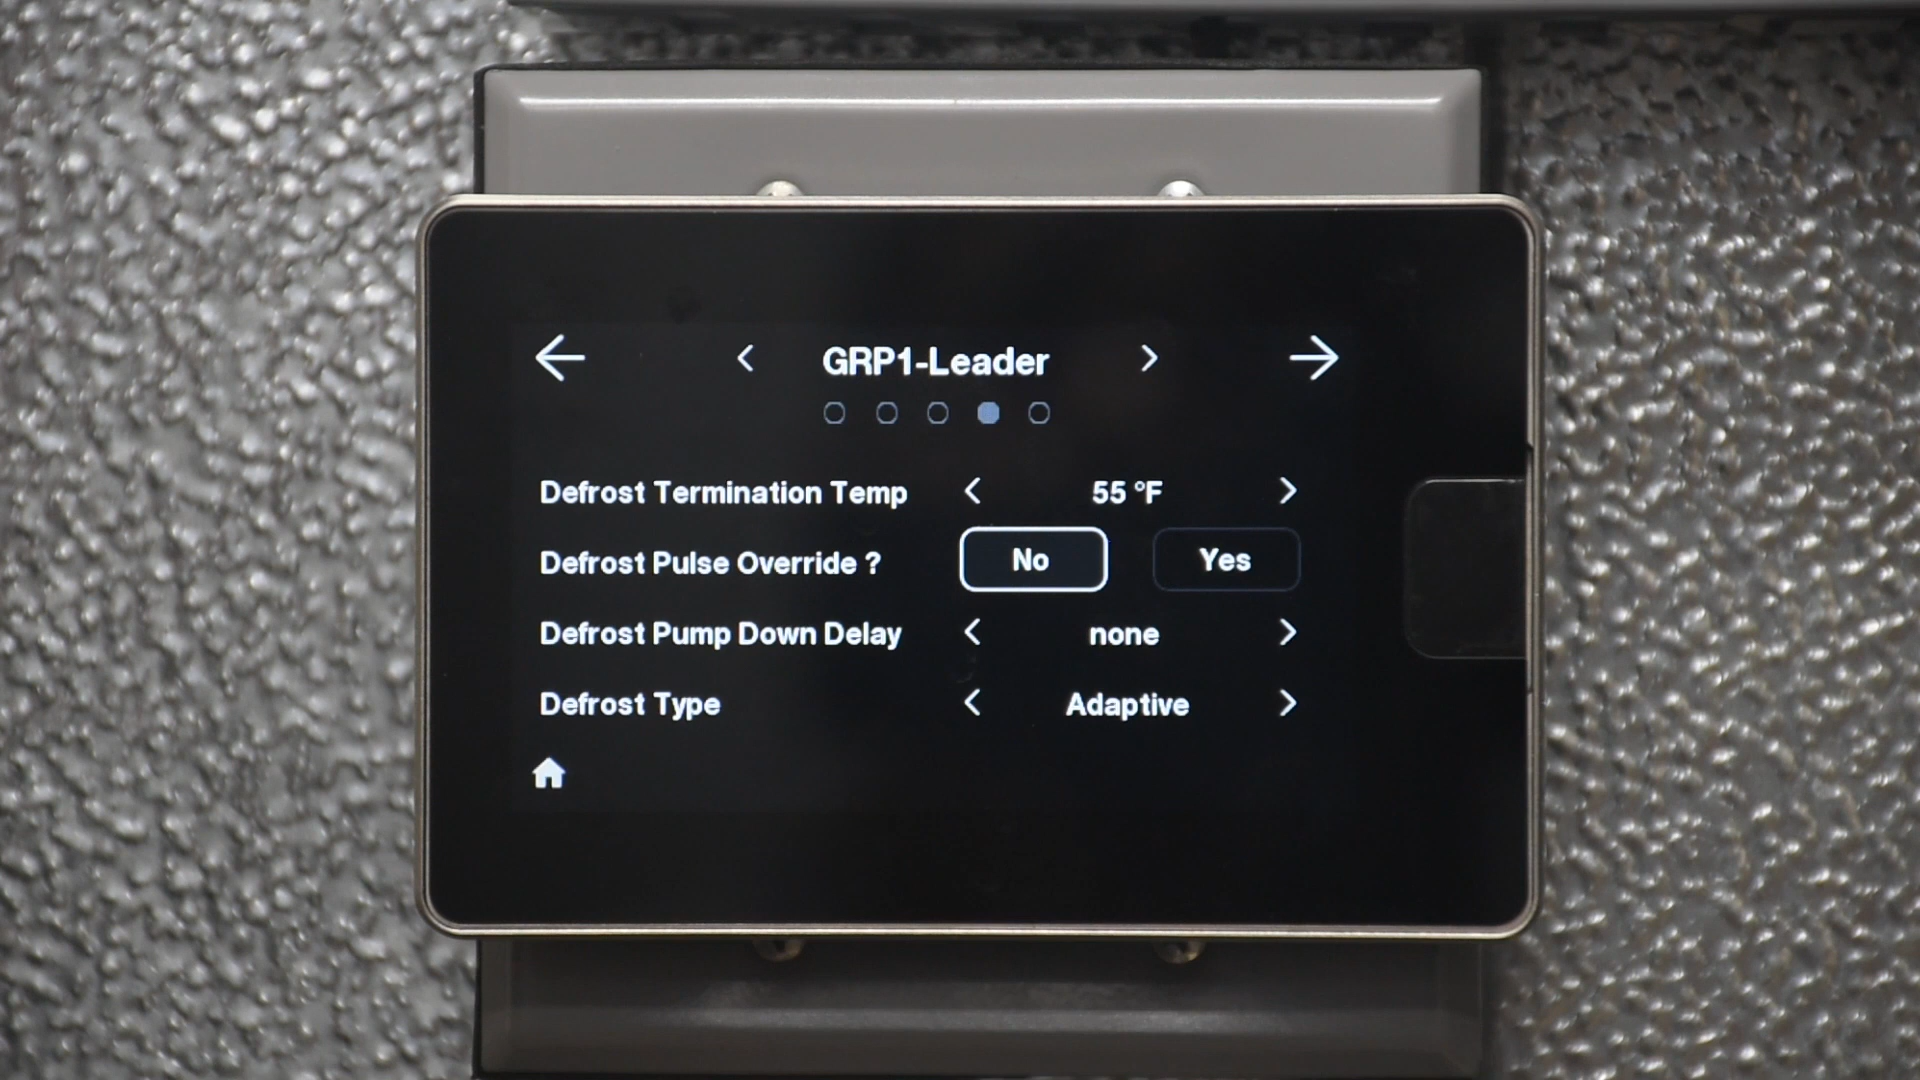 GRP1-Leader
Defrost Termination Temp 55 °F
Defrost Pulse Override ? No Yes
Defrost Pump Down Delay none
Defrost Type Adaptive